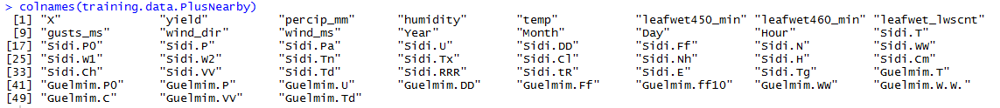 > colnames(training.data.PlusNearby)
[1] "X" "yield" "percip_mm" "humidity" "temp" "leafwet450_min" "leafwet460_min" "leafwet_lwscnt"
[9] "gusts_ms" "wind_dir" "wind_ms" "Year" "Month" "Day" "Hour" "Sidi.T"
[17] "Sidi.P0" "Sidi.P" "Sidi.Pa" "Sidi.U" "Sidi.DD" "Sidi.Ff" "Sidi.N" "Sidi.WW"
[25] "Sidi.W1" "Sidi.W2" "Sidi.Tn" "Sidi.Tx" "Sidi.Cl" "Sidi.Nh" "Sidi.H" "Sidi.Cm"
[33] "Sidi.Ch" "Sidi.VV" "Sidi.Td" "Sidi.RRR" "Sidi.tR" "Sidi.E" "Sidi.Tg" "Guelmim.T"
[41] "Guelmim.P0" "Guelmim.P" "Guelmim.U" "Guelmim.DD" "Guelmim.Ff" "Guelmim.ff10" "Guelmim.WW" "Guelmim.W.W."
[49] "Guelmim.C" "Guelmim.VV" "Guelmim.Td"